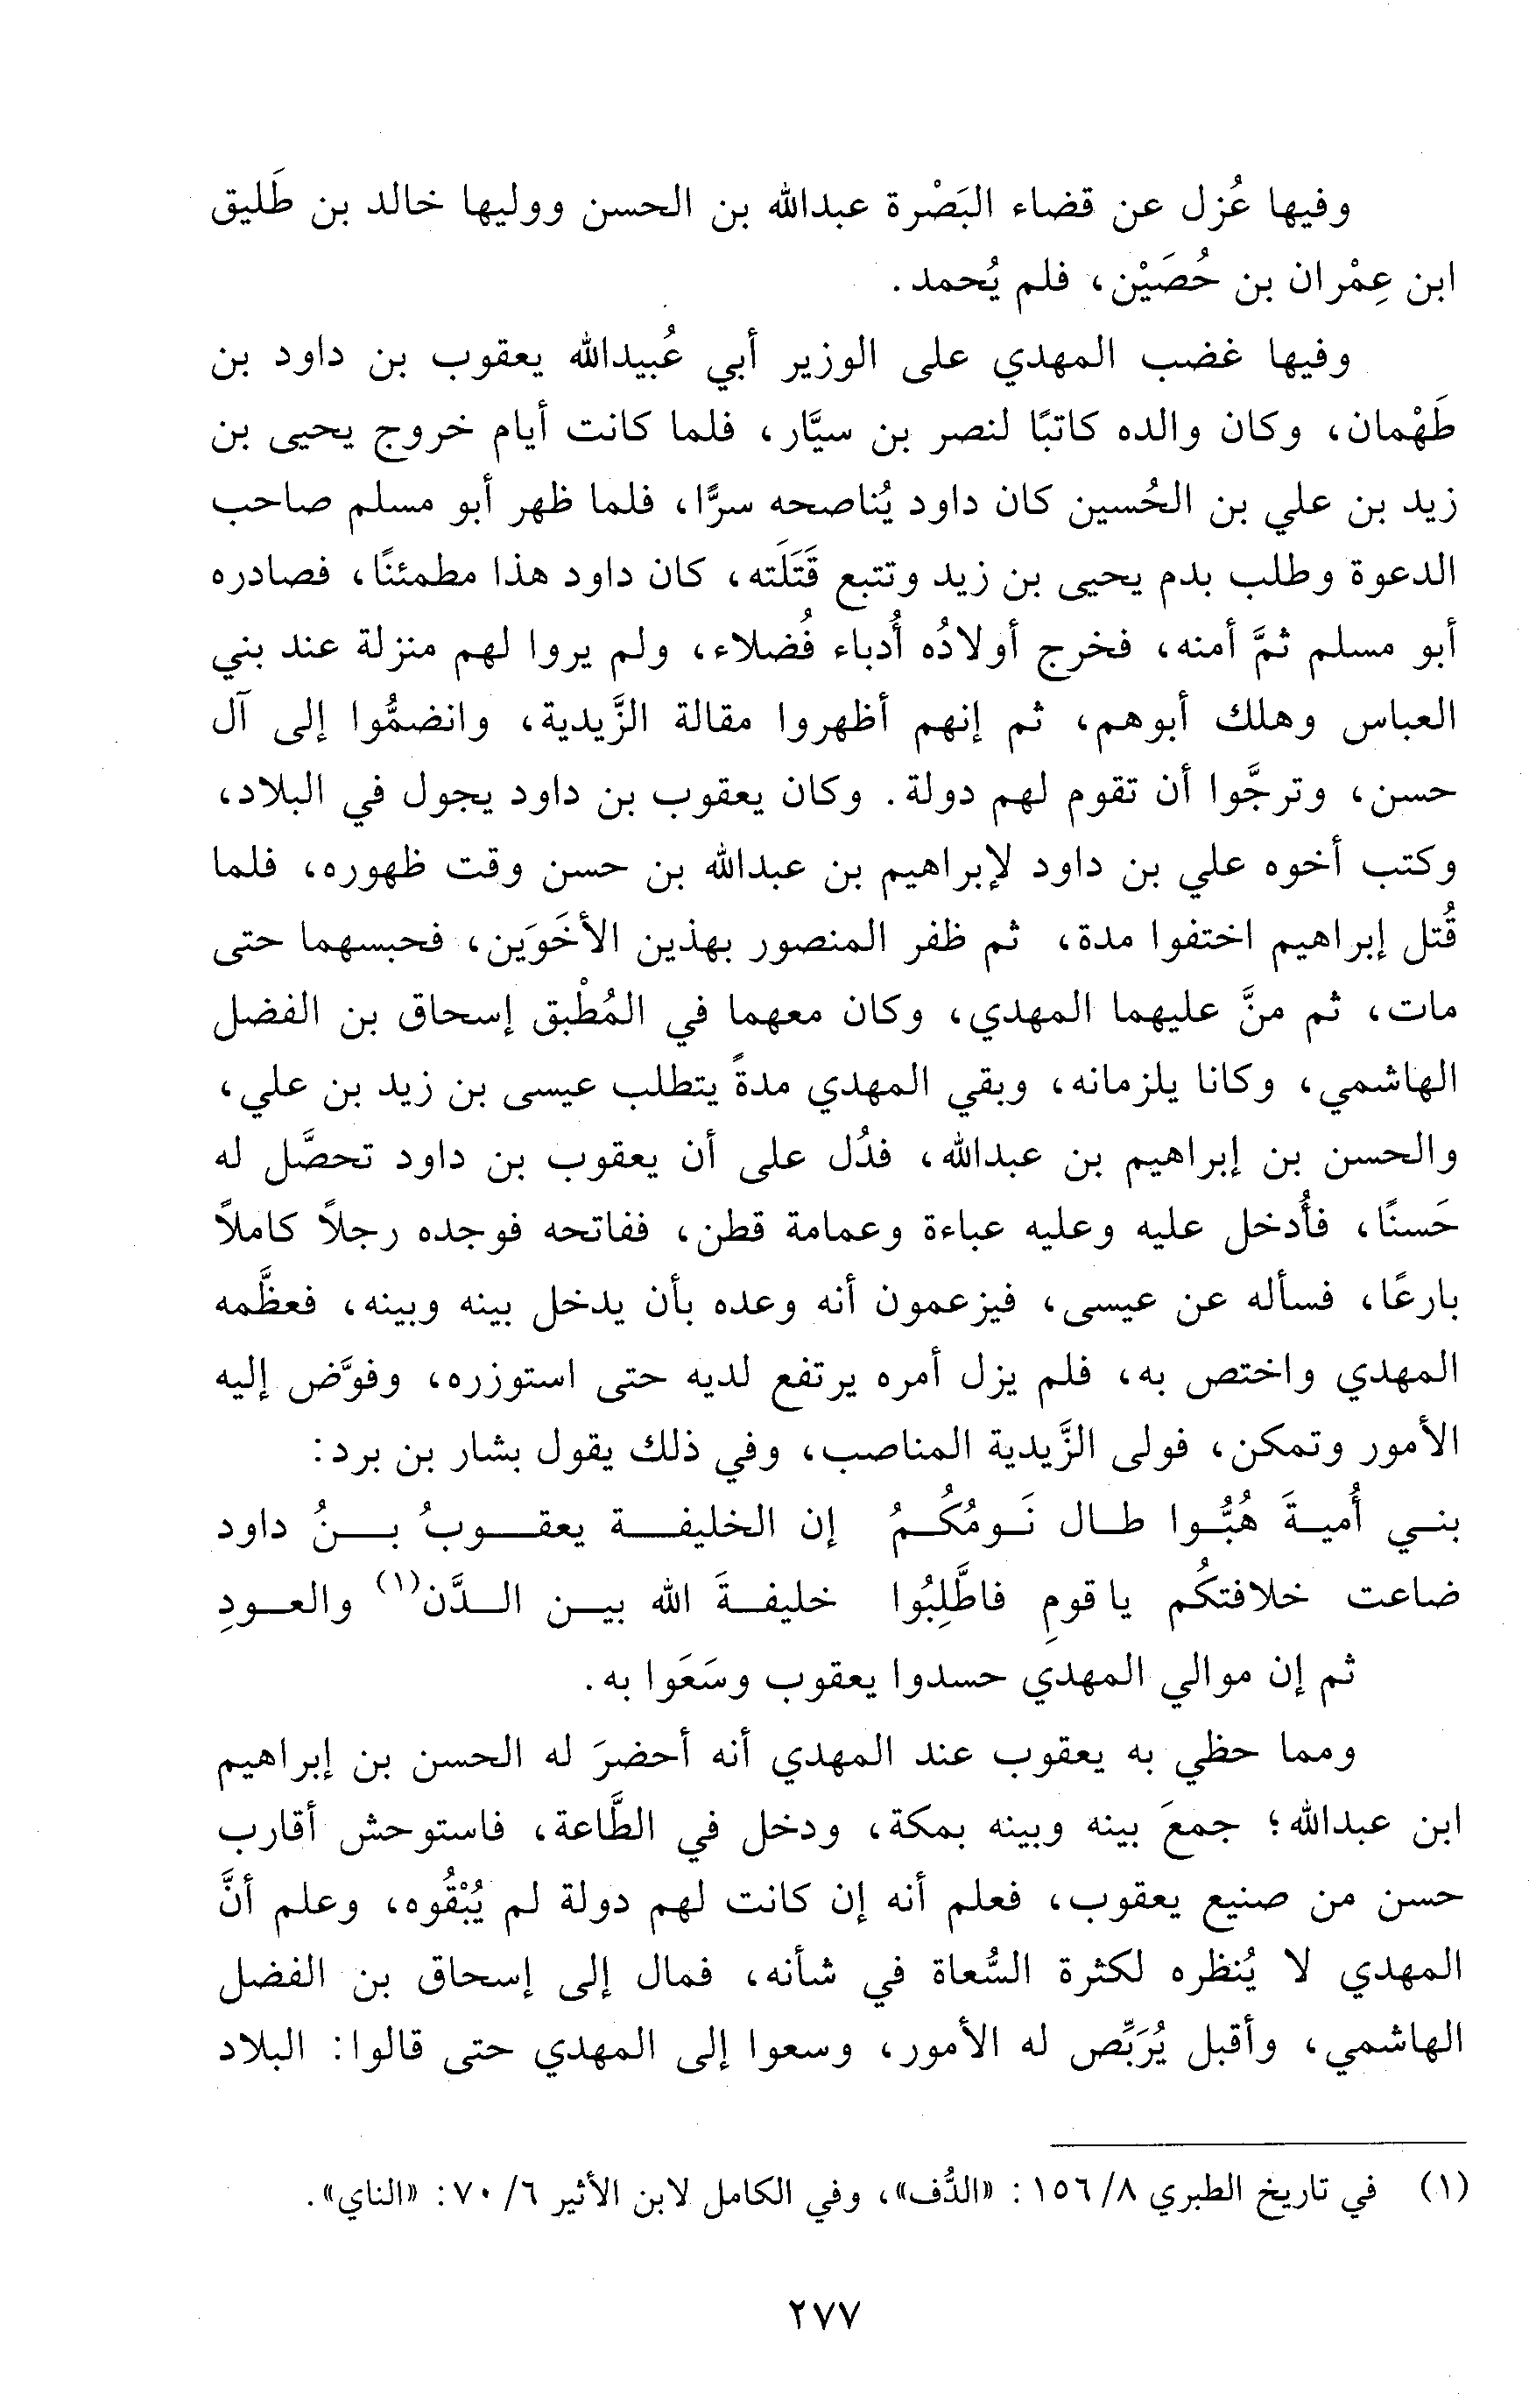 وفيها عُزل عن قضاء البَصْرة عبدالله بن الحسن ووليها خالد بن طَليق
ابن عِمْران بن حُصَيْن، فلم يُحمد.
وفيها غضب المهدي على الوزير أبي عُبيدالله يعقوب بن داود بن
طَهْمان، وكان والده كاتبًا لنصر بن سيَّار، فلما كانت أيام خروج يحيى بن
زيد بن علي بن الحُسين كان داود يُناصحه سرًّا، فلما ظهر أبو مسلم صاحب
الدعوة وطلب بدم يحيى بن زيد وتتبع قَتَلَته، كان داود هذا مطمئنًا، فصادره
أبو مسلم ثمَّ أمنه، فخرج أولادُه أُدباء فُضلاء، ولم يروا لهم منزلة عند بني
العباس وهلك أبوهم، ثم إنهم أظهروا مقالة الزَّيدية، وانضمُّوا إلى آل
حسن، وترجَّوا أن تقوم لهم دولة. وكان يعقوب بن داود يجول في البلاد،
وكتب أخوه علي بن داود لإبراهيم بن عبدالله بن حسن وقت ظهوره، فلما
قُتل إبراهيم اختفوا مدة، ثم ظفر المنصور بهذين الأخَوَين، فحبسهما حتى
مات، ثم منَّ عليهما المهدي، وكان معهما في المُطْبق إسحاق بن الفضل
الهاشمي، وكانا يلزمانه، وبقي المهدي مدةً يتطلب عيسى بن زيد بن علي،
والحسن بن إبراهيم بن عبدالله، فدُل على أن يعقوب بن داود تحصَّل له
حَسنًا، فأُدخل عليه وعليه عباءة وعمامة قطن، ففاتحه فوجده رجلاً كاملاً
بارعًا، فسأله عن عيسى، فيزعمون أنه وعده بأن يدخل بينه وبينه، فعظَّمه
المهدي واختص به، فلم يزل أمره يرتفع لديه حتى استوزره، وفوَّض إليه
الأمور وتمكن، فولى الزَّيدية المناصب، وفي ذلك يقول بشار بن برد:
بنـي أُميـةَ هُبُّـوا طـال نَـومُكُـمُ إن الخليفـة يعقـوبُ بـنُ داود
ضاعت خلافتكُم يا قومِ فاطَّلِبُوا خليفـةَ الله بيـن الـدَّن(١) والعـودِ
ثم إن موالي المهدي حسدوا يعقوب وسَعَوا به.
ومما حظي به يعقوب عند المهدي أنه أحضرَ له الحسن بن إبراهيم
ابن عبدالله؛ جمعَ بينه وبينه بمكة، ودخل في الطَّاعة، فاستوحش أقارب
حسن من صنيع يعقوب، فعلم أنه إن كانت لهم دولة لم يُبْقُوه، وعلم أنَّ
المهدي لا يُنظره لكثرة السُّعاة في شأنه، فمال إلى إسحاق بن الفضل
الهاشمي، وأقبل يُرَبِّص له الأمور، وسعوا إلى المهدي حتى قالوا: البلاد
(١) في تاريخ الطبري ٨/ ١٥٦: «الدُّف»، وفي الكامل لابن الأثير ٦/ ٧٠: «الناي».
٢٧٧